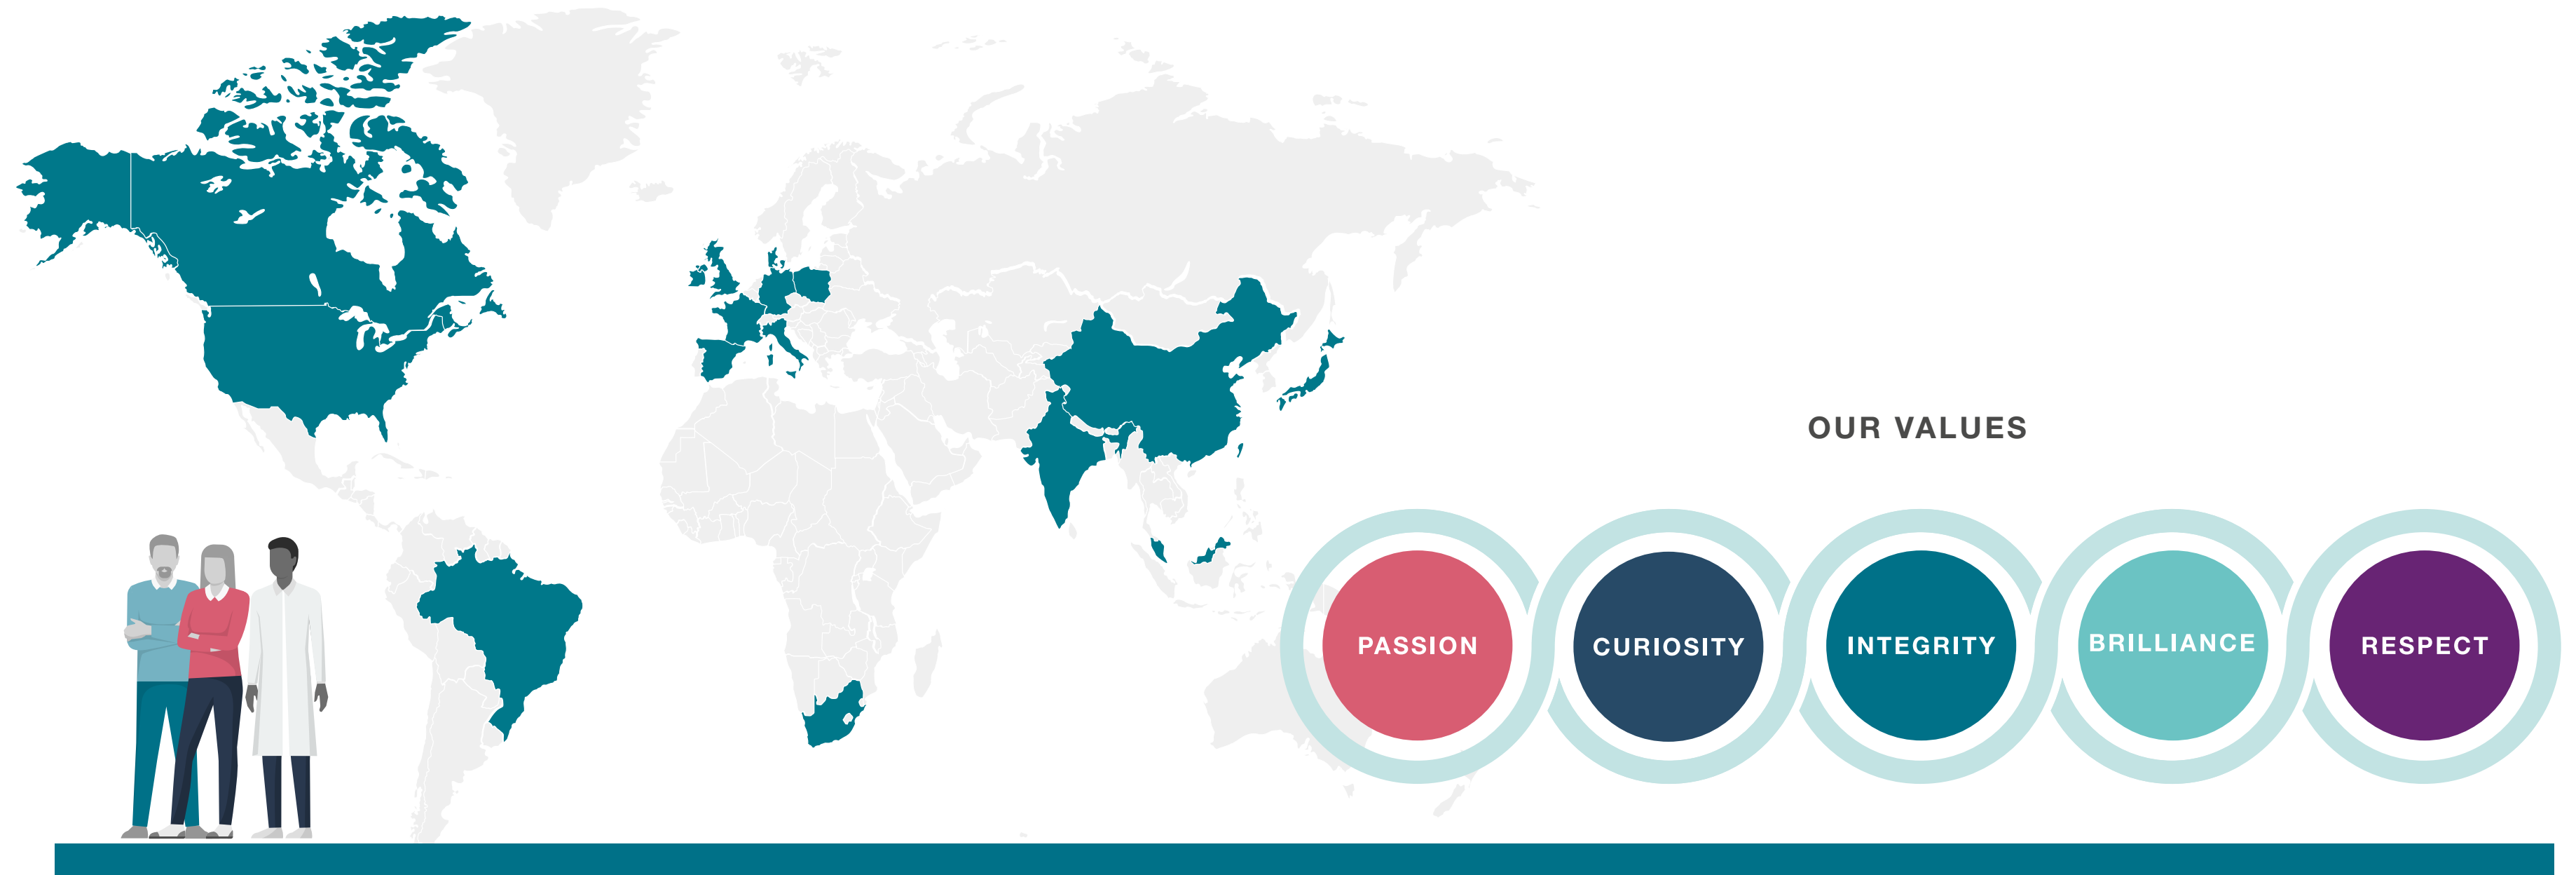 OUR VALUES
PASSION
CURIOSITY
INTEGRITY
BRILLIANCE
RESPECT